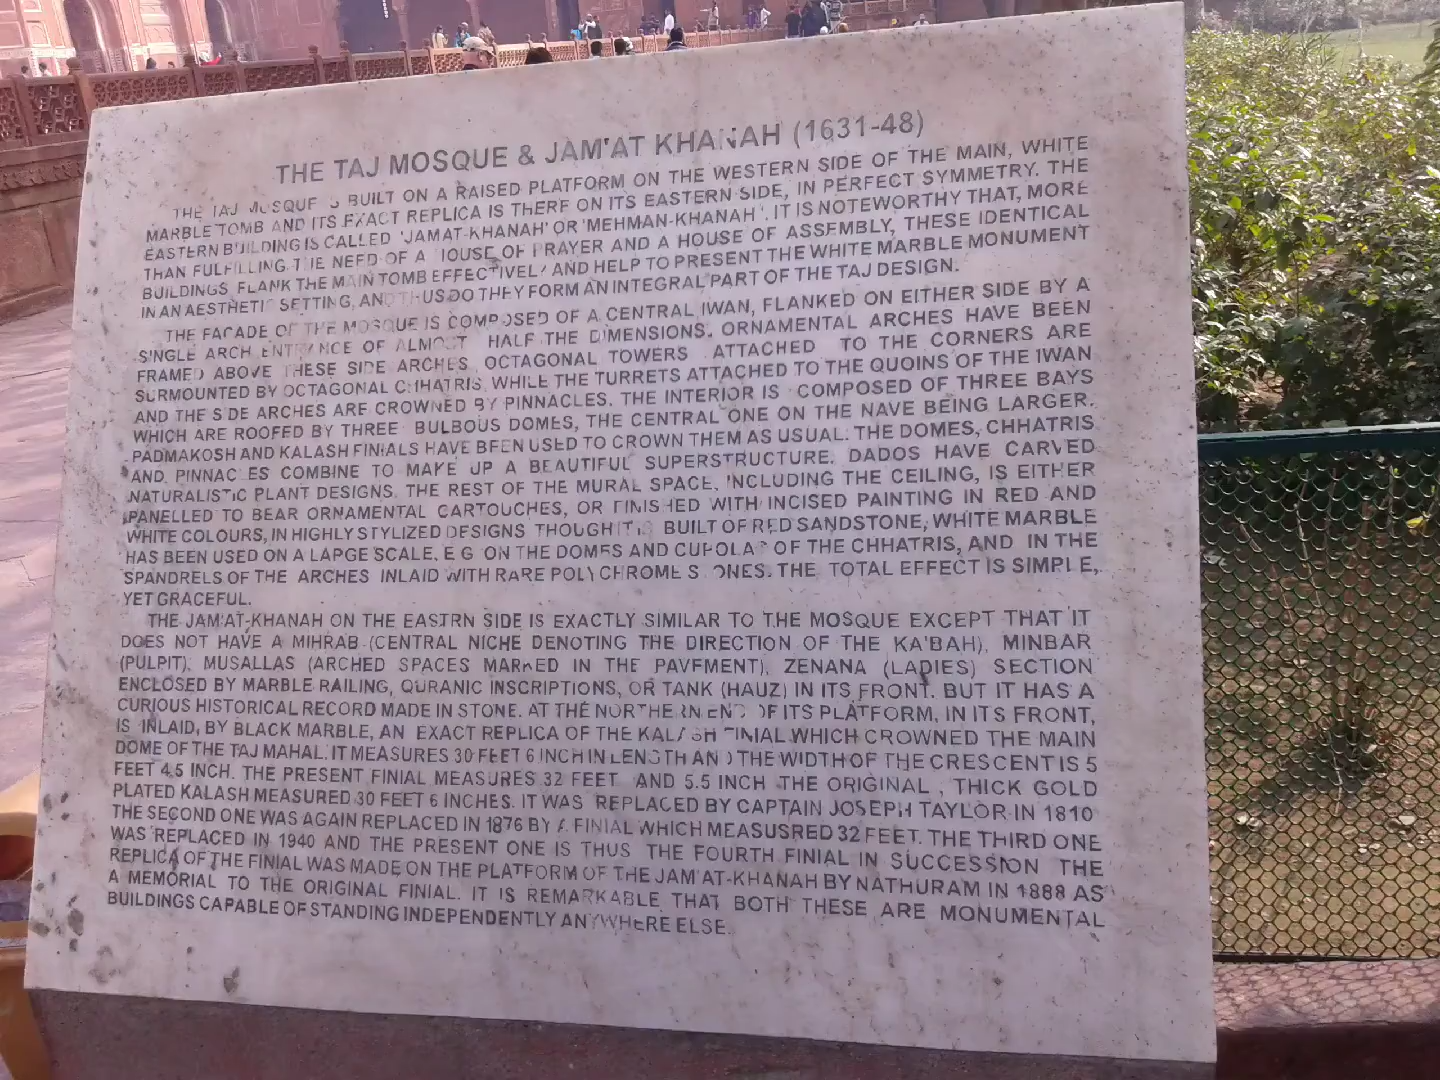 THE TAJ MOSQUE & JAM'AT KHANAH (1631-48)
THE TAJ MOSQUE IS BUILT ON A RAISED PLATFORM ON THE WESTERN SIDE OF THE MAIN, WHITE
MARBLE TOMB AND ITS EXACT REPLICA IS THERE ON ITS EASTERN SIDE, IN PERFECT SYMMETRY. THE
EASTERN BUILDING IS CALLED 'JAMAT-KHANAH' OR 'MEHMAN-KHANAH'. IT IS NOTEWORTHY THAT, MORE
THAN FULFILLING THE NEED OF A HOUSE OF PRAYER AND A HOUSE OF ASSEMBLY, THESE IDENTICAL
BUILDINGS FLANK THE MAIN TOMB EFFECTIVELY AND HELP TO PRESENT THE WHITE MARBLE MONUMENT
IN AN AESTHETIC SETTING, AND THUS DO THEY FORM AN INTEGRAL PART OF THE TAJ DESIGN.
THE FACADE OF THE MOSQUE IS COMPOSED OF A CENTRAL IWAN, FLANKED ON EITHER SIDE BY A
SINGLE ARCH ENTRANCE OF ALMOST HALF THE DIMENSIONS. ORNAMENTAL ARCHES HAVE BEEN
FRAMED ABOVE THESE SIDE ARCHES OCTAGONAL TOWERS ATTACHED TO THE CORNERS ARE
SURMOUNTED BY OCTAGONAL CHHATRIS, WHILE THE TURRETS ATTACHED TO THE QUOINS OF THE IWAN
AND THE SIDE ARCHES ARE CROWNED BY PINNACLES. THE INTERIOR IS COMPOSED OF THREE BAYS
WHICH ARE ROOFED BY THREE BULBOUS DOMES, THE CENTRAL ONE ON THE NAVE BEING LARGER.
PADMAKOSH AND KALASH FINIALS HAVE BEEN USED TO CROWN THEM AS USUAL. THE DOMES, CHHATRIS
AND PINNACLES COMBINE TO MAKE UP A BEAUTIFUL SUPERSTRUCTURE. DADOS HAVE CARVED
NATURALISTIC PLANT DESIGNS. THE REST OF THE MURAL SPACE, INCLUDING THE CEILING, IS EITHER
PANELLED TO BEAR ORNAMENTAL CARTOUCHES, OR FINISHED WITH INCISED PAINTING IN RED AND
WHITE COLOURS, IN HIGHLY STYLIZED DESIGNS THOUGH IT IS BUILT OF RED SANDSTONE, WHITE MARBLE
HAS BEEN USED ON A LARGE SCALE, E.G ON THE DOMES AND CUPOLAS OF THE CHHATRIS, AND IN THE
SPANDRELS OF THE ARCHES INLAID WITH RARE POLYCHROME STONES. THE TOTAL EFFECT IS SIMPLE,
YET GRACEFUL.
THE JAM'AT-KHANAH ON THE EASTRN SIDE IS EXACTLY SIMILAR TO THE MOSQUE EXCEPT THAT IT
DOES NOT HAVE A MIHRAB (CENTRAL NICHE DENOTING THE DIRECTION OF THE KA'BAH), MINBAR
(PULPIT), MUSALLAS (ARCHED SPACES MARKED IN THE PAVEMENT), ZENANA (LADIES) SECTION
ENCLOSED BY MARBLE RAILING, QURANIC INSCRIPTIONS, OR TANK (HAUZ) IN ITS FRONT. BUT IT HAS A
CURIOUS HISTORICAL RECORD MADE IN STONE. AT THE NORTHERN END OF ITS PLATFORM, IN ITS FRONT,
IS INLAID, BY BLACK MARBLE, AN EXACT REPLICA OF THE KALASH FINIAL WHICH CROWNED THE MAIN
DOME OF THE TAJ MAHAL. IT MEASURES 30 FEET 6 INCH IN LENGTH AND THE WIDTH OF THE CRESCENT IS 5
FEET 4.5 INCH. THE PRESENT FINIAL MEASURES 32 FEET AND 5.5 INCH THE ORIGINAL, THICK GOLD
PLATED KALASH MEASURED 30 FEET 6 INCHES. IT WAS REPLACED BY CAPTAIN JOSEPH TAYLOR IN 1810
THE SECOND ONE WAS AGAIN REPLACED IN 1876 BY A FINIAL WHICH MEASUSRED 32 FEET. THE THIRD ONE
WAS REPLACED IN 1940 AND THE PRESENT ONE IS THUS THE FOURTH FINIAL IN SUCCESSION THE
REPLICA OF THE FINIAL WAS MADE ON THE PLATFORM OF THE JAM'AT-KHANAH BY NATHURAM IN 1888 AS
A MEMORIAL TO THE ORIGINAL FINIAL. IT IS REMARKABLE, THAT BOTH THESE ARE MONUMENTAL
BUILDINGS CAPABLE OF STANDING INDEPENDENTLY ANYWHERE ELSE.